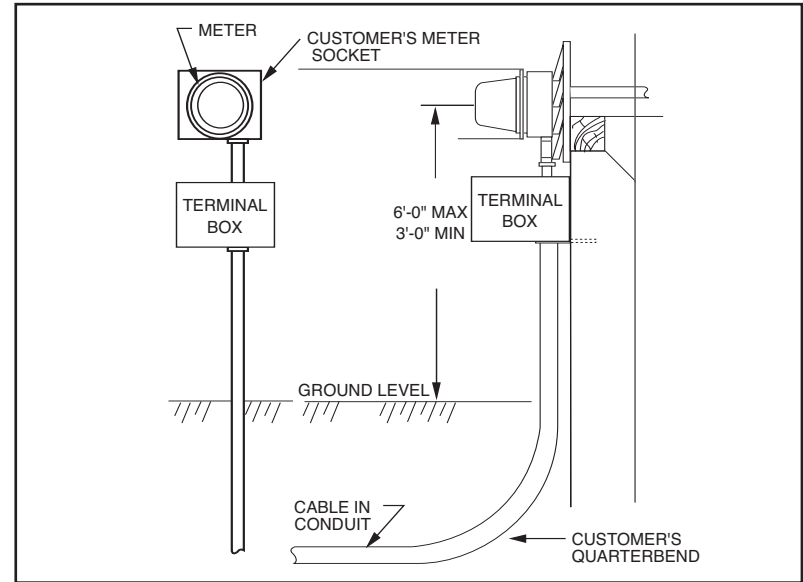 METER
CUSTOMER'S METER
SOCKET
TERMINAL
BOX
6'-0" MAX
3'-0" MIN
TERMINAL
BOX
GROUND LEVEL
CABLE IN
CONDUIT
CUSTOMER'S
QUARTERBEND